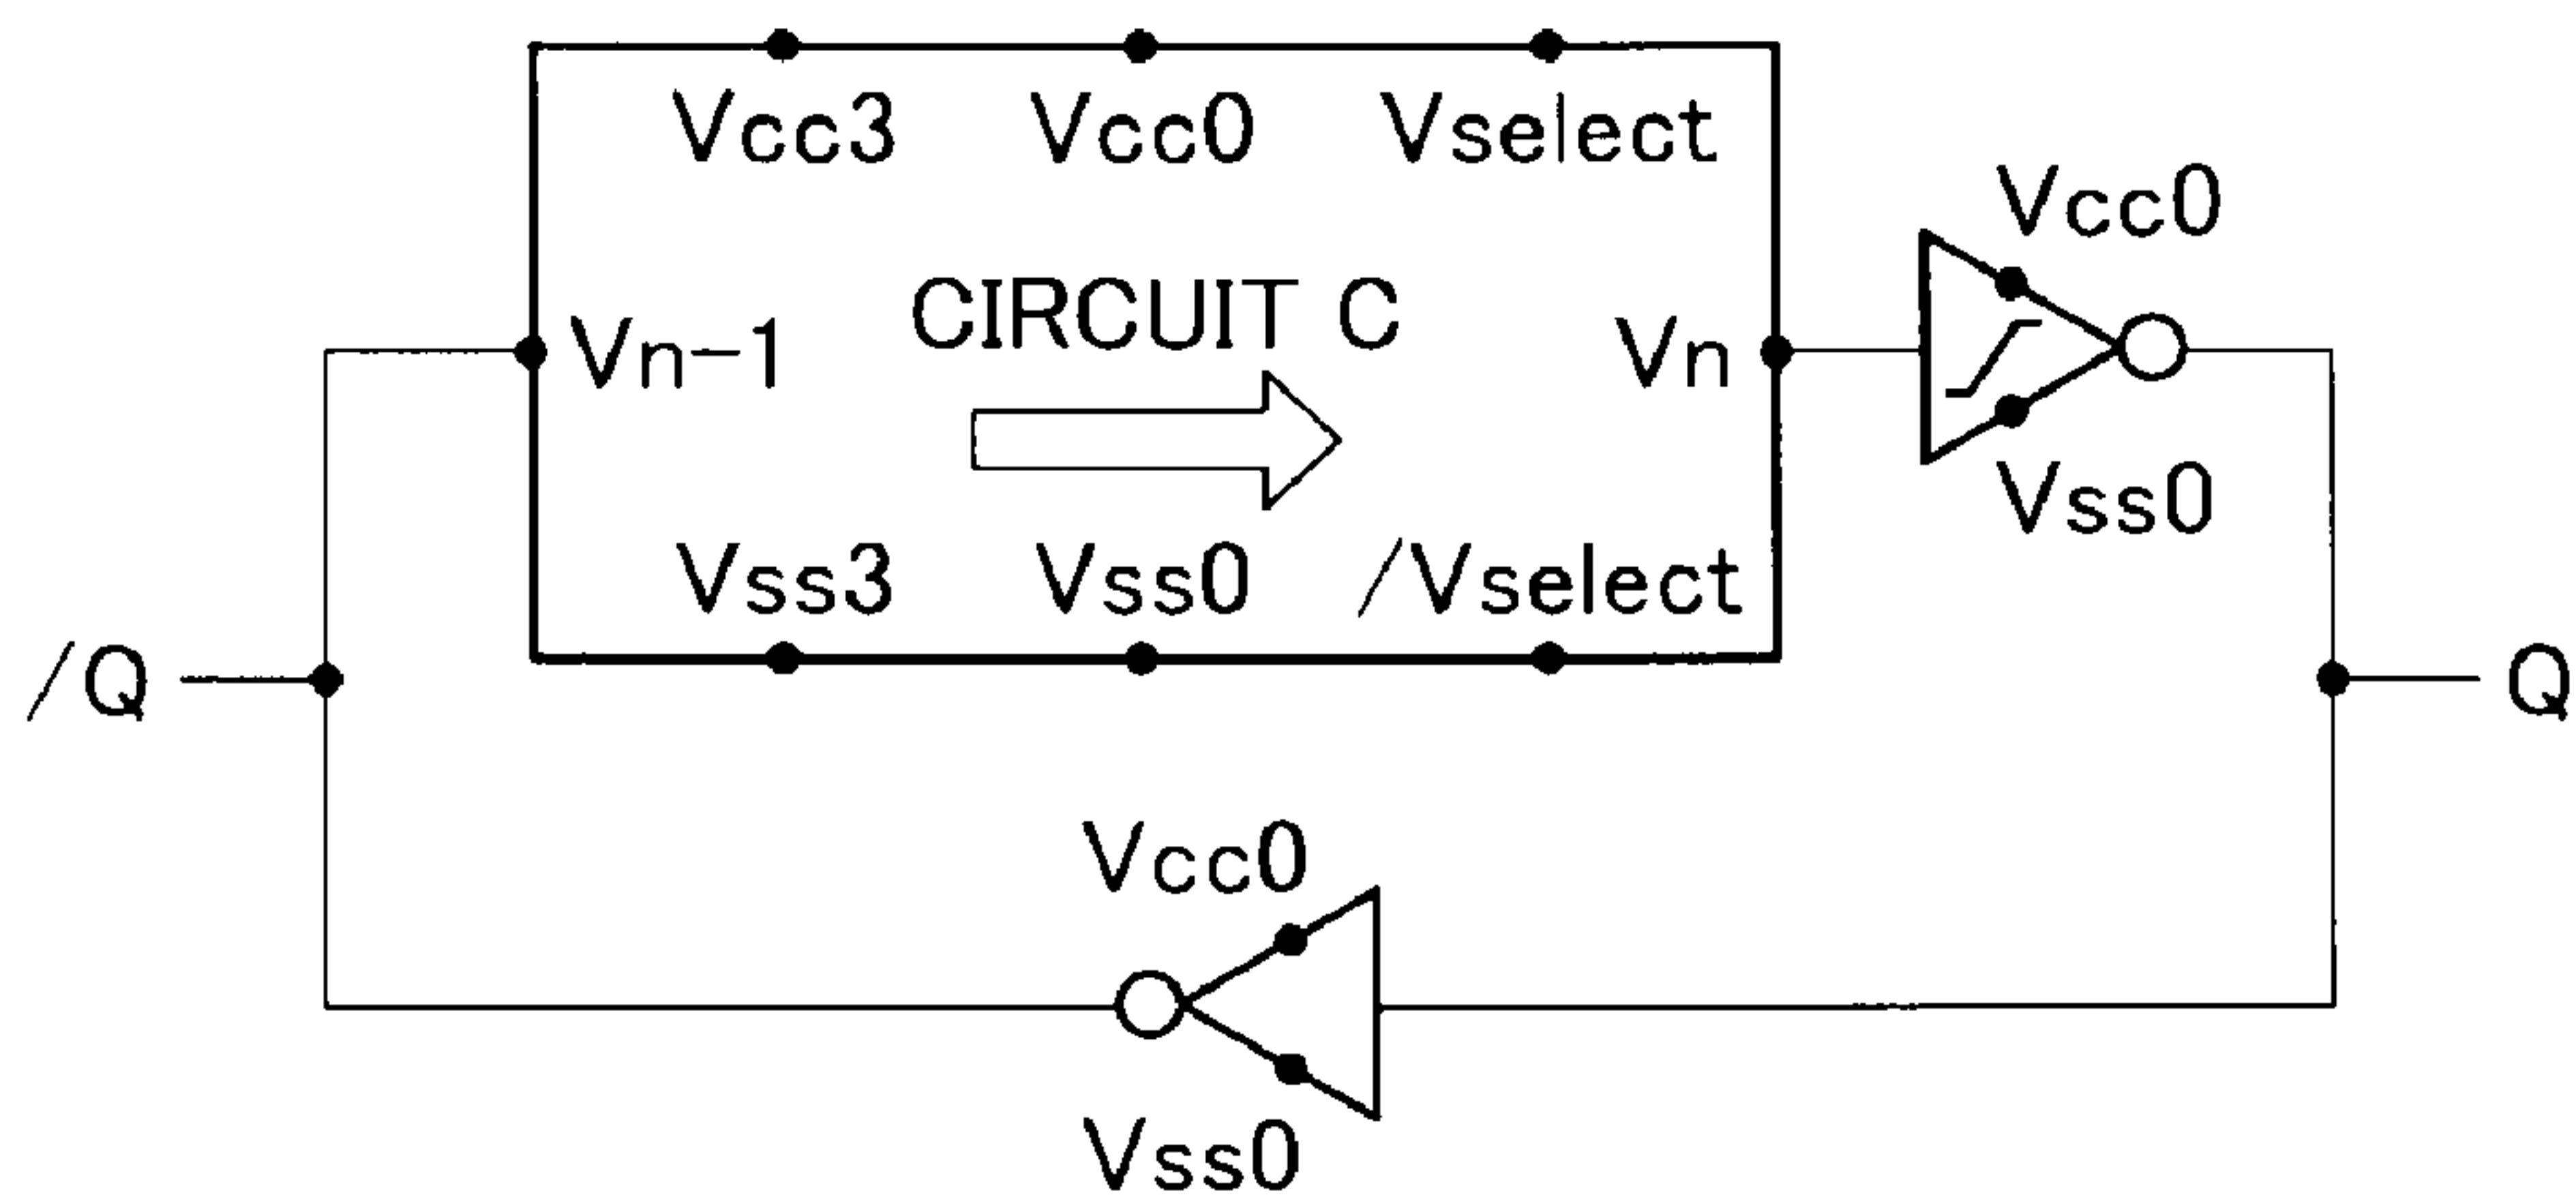 Vcc3 Vcc0 Vselect
Vcc0
CIRCUIT C
Vn-1 Vn
Vss0
Vss3 Vss0 /Vselect
/Q Q
Vcc0
Vss0